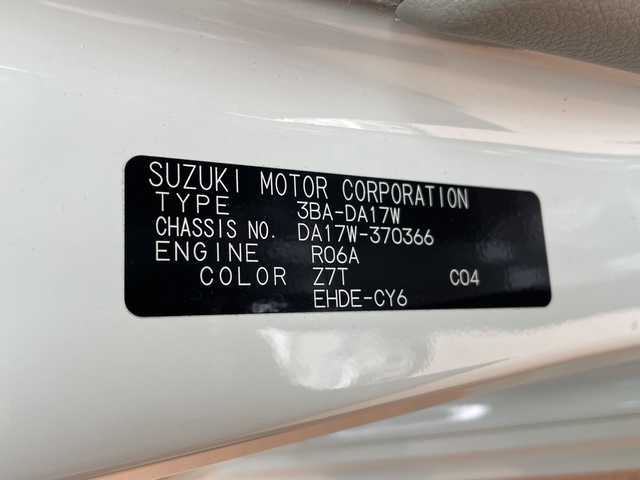 SUZUKI MOTOR CORPORATION
TYPE 3BA-DA17W
CHASSIS NO. DA17W-370366
ENGINE R06A
COLOR Z7T C04
EHDE-CY6